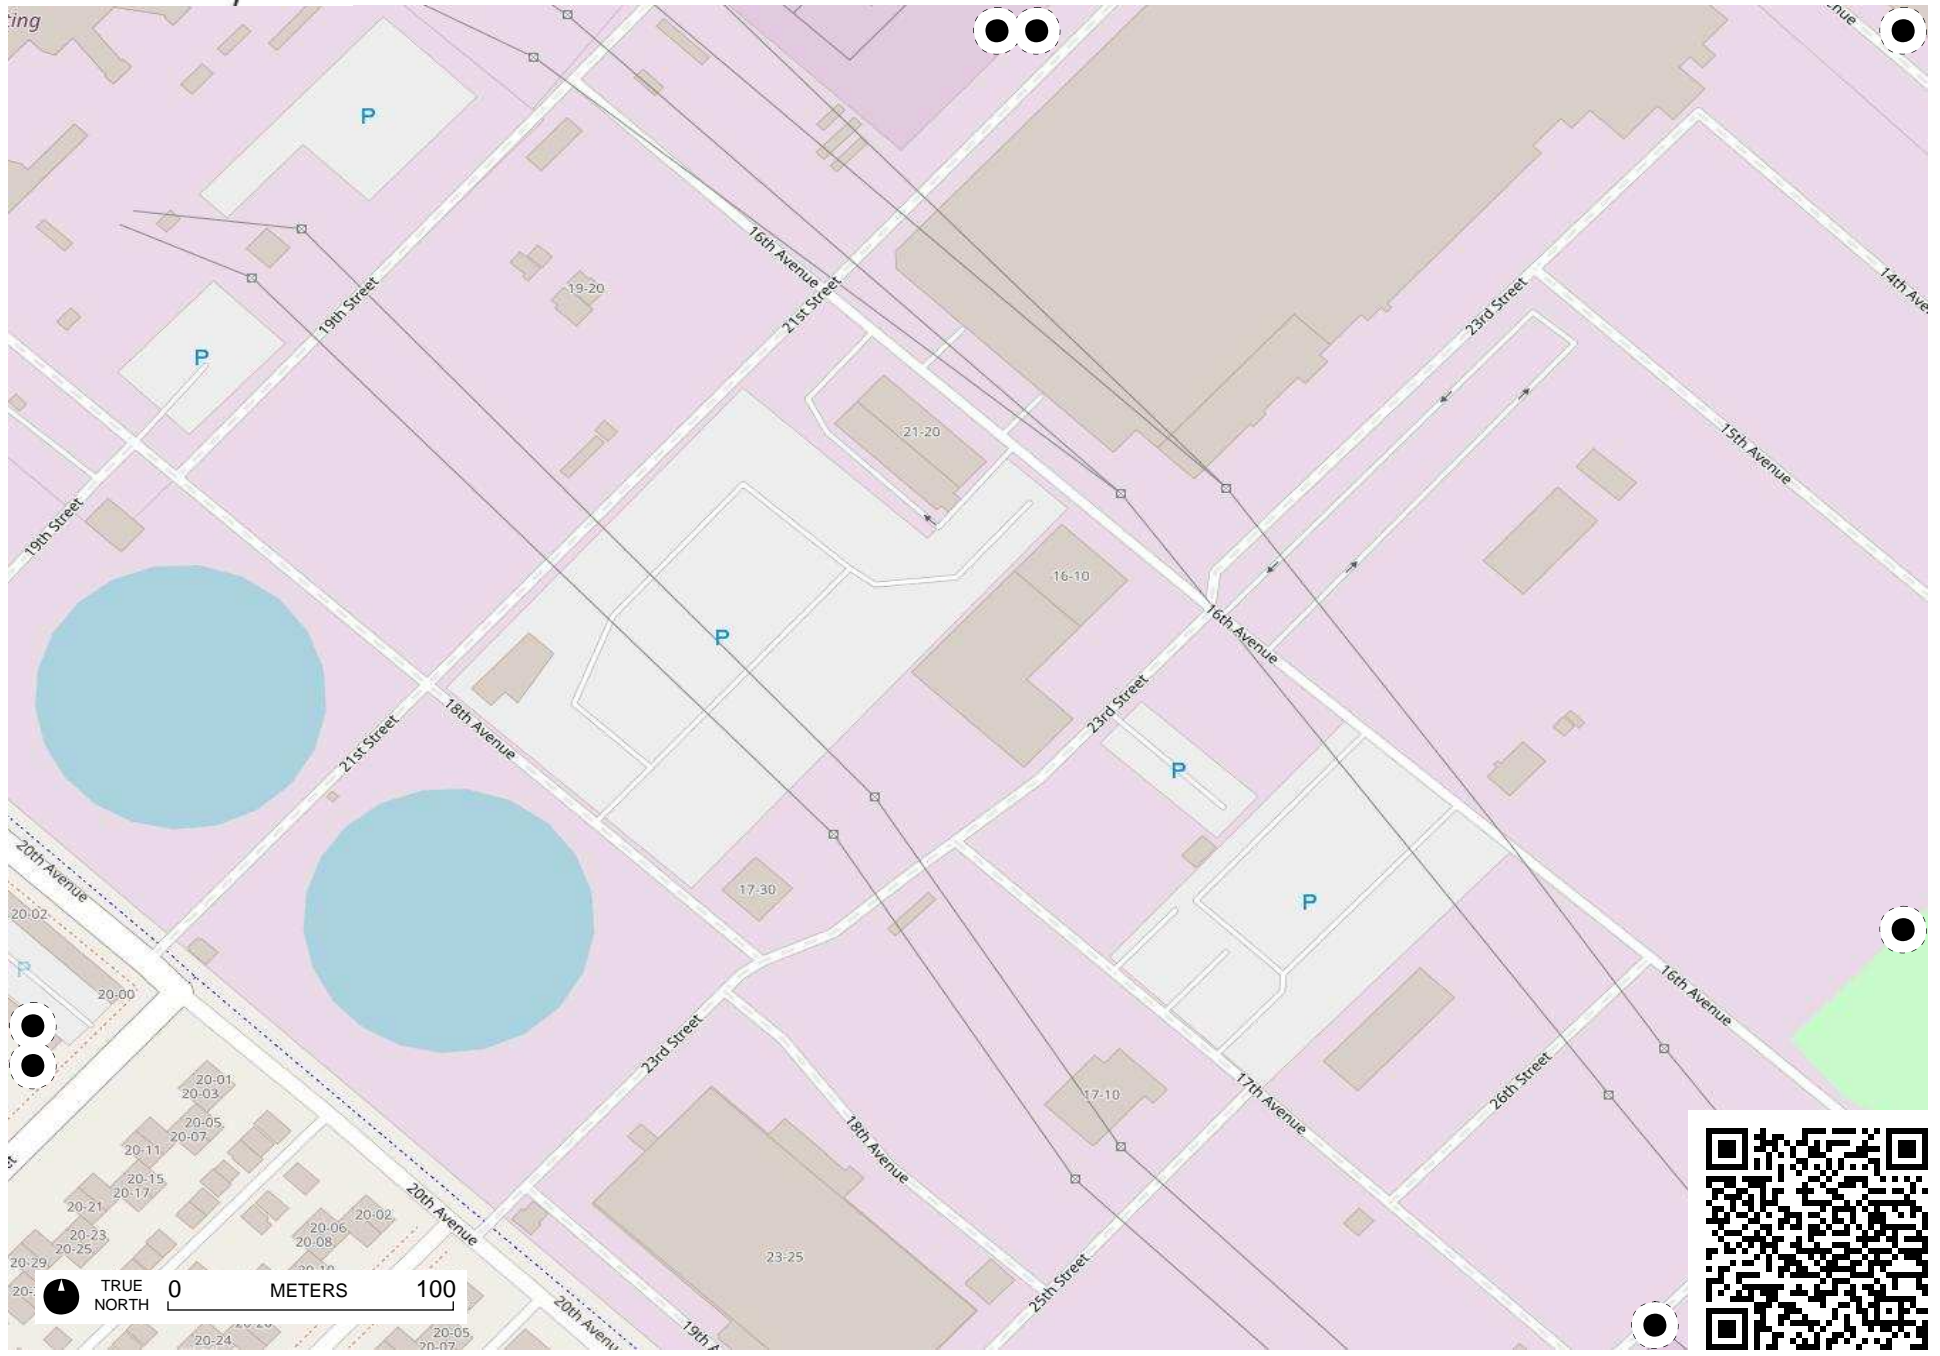 P
16th Avenue
19th Street
19-20
21st Street
14th Ave
23rd Street
P
21-20
15th Avenue
19th Street
16-10
16th Avenue
P
23rd Street
18th Avenue
21st Street
P
20th Avenue
17-30
P
20-02
P
20-00
16th Avenue
23rd Street
20-01
20-03
26th Street
17th Avenue
17-10
20-05
20-07
18th Avenue
20-11
20-15
20-17
20-21
20-02
20th Avenue
20-06
20-08
20-23
20-25
20-29
23-25
25th Street
TRUE
NORTH
0 METERS 100
20th Avenu
19th A
20-05
20-07
20-24